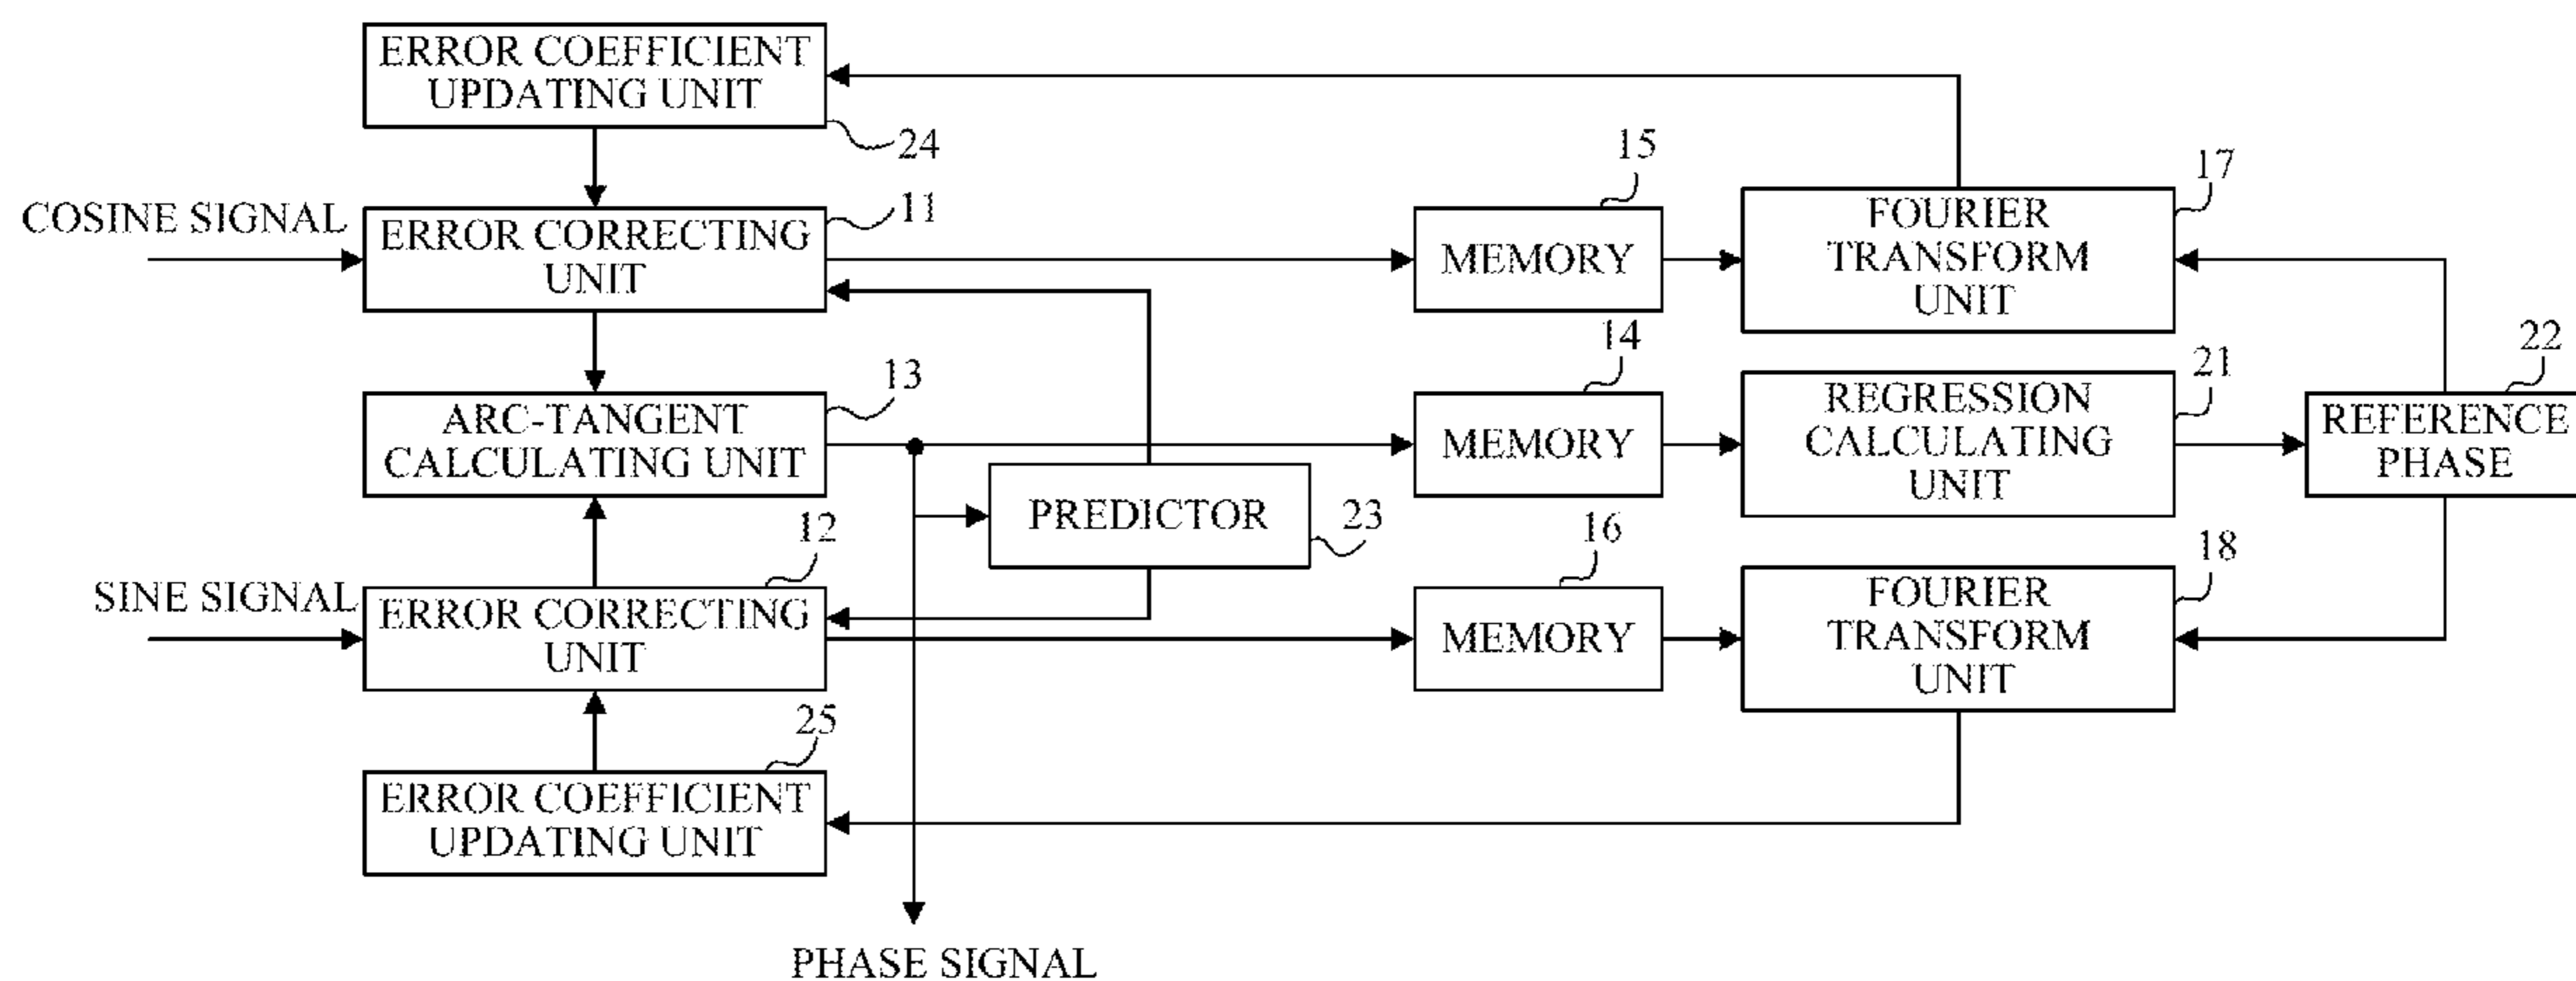 ERROR COEFFICIENT
UPDATING UNIT
24
COSINE SIGNAL
ERROR CORRECTING
UNIT
11
MEMORY
15
FOURIER
TRANSFORM
UNIT
17
ARC-TANGENT
CALCULATING UNIT
13
MEMORY
14
REGRESSION
CALCULATING
UNIT
21
REFERENCE
PHASE
22
PREDICTOR
23
SINE SIGNAL
ERROR CORRECTING
UNIT
12
MEMORY
16
FOURIER
TRANSFORM
UNIT
18
ERROR COEFFICIENT
UPDATING UNIT
25
PHASE SIGNAL